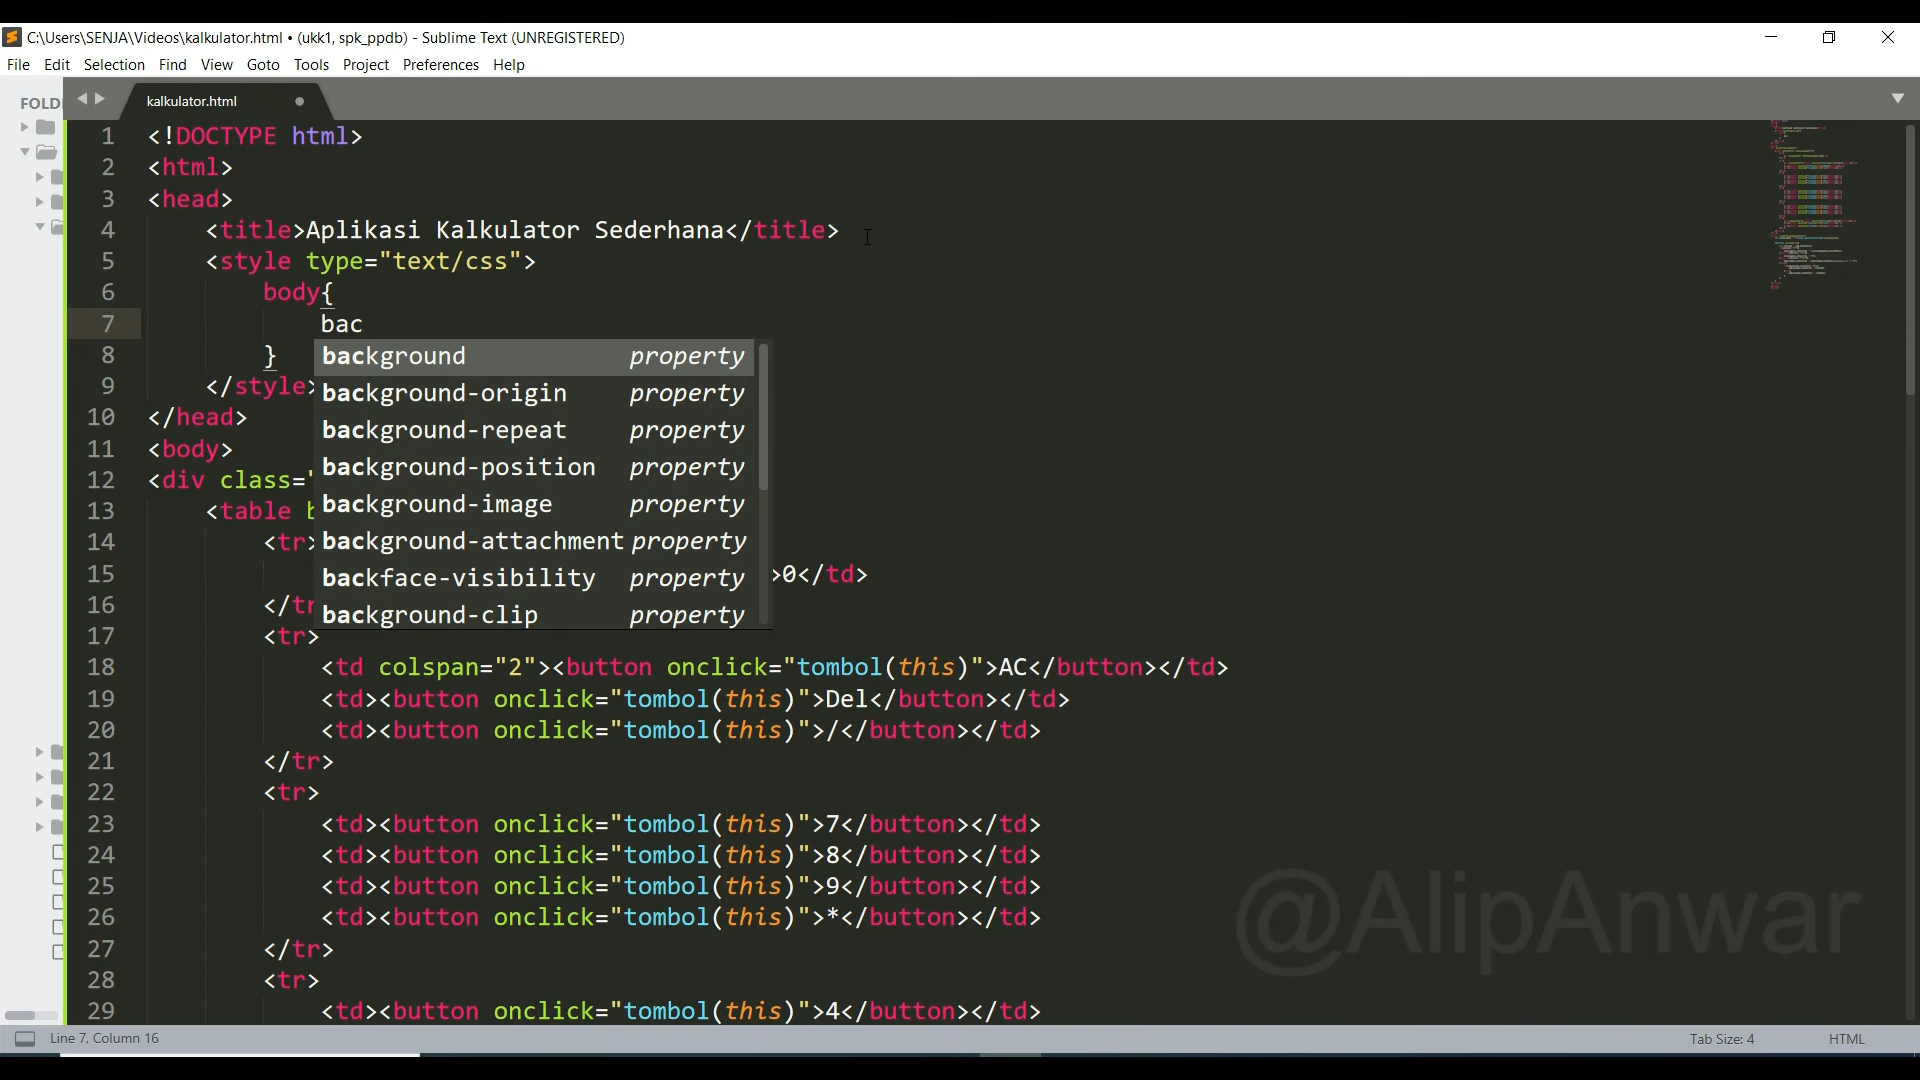 C:\Users\SENJA\Videos\kalkulator.html • (ukk1, spk_ppdb) - Sublime Text (UNREGISTERED)
File Edit Selection Find View Goto Tools Project Preferences Help
FOLD
kalkulator.html
1 <!DOCTYPE html>
2 <html>
3 <head>
4 <title>Aplikasi Kalkulator Sederhana</title>
5 <style type="text/css">
6 body{
7 bac
8 }
background property
background-origin property
background-repeat property
background-position property
background-image property
background-attachment property
backface-visibility property
background-clip property
9 </style>
10 </head>
11 <body>
12 <div class="
13 <table b
14 <tr>
15 >0</td>
16 </tr
17 <tr>
18 <td colspan="2"><button onclick="tombol(this)">AC</button></td>
19 <td><button onclick="tombol(this)">Del</button></td>
20 <td><button onclick="tombol(this)">/</button></td>
21 </tr>
22 <tr>
23 <td><button onclick="tombol(this)">7</button></td>
24 <td><button onclick="tombol(this)">8</button></td>
25 <td><button onclick="tombol(this)">9</button></td>
26 <td><button onclick="tombol(this)">*</button></td>
27 </tr>
28 <tr>
29 <td><button onclick="tombol(this)">4</button></td>
@AlipAnwar
Line 7, Column 16 Tab Size: 4 HTML